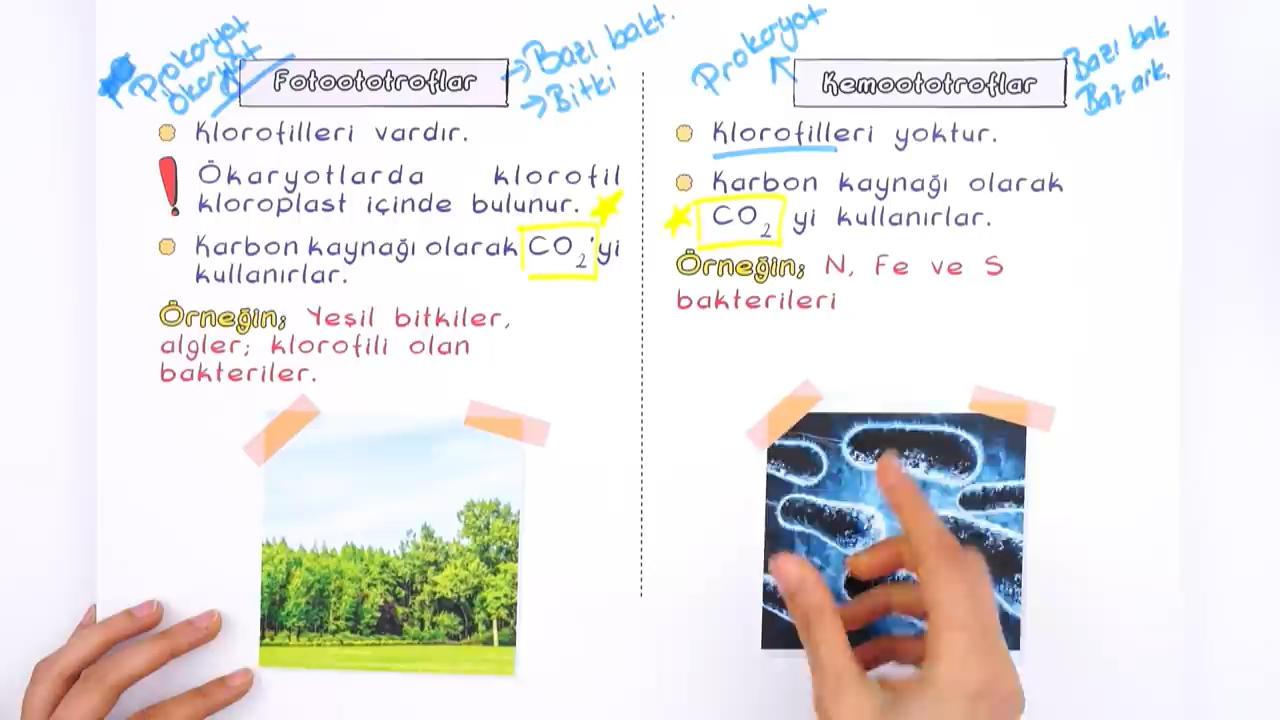 Prokaryot
ökaryot
Fotoototroflar
→ Bazı bakt.
→ Bitki
Klorofilleri vardır.
Ökaryotlarda klorofil
kloroplast içinde bulunur.
Karbon kaynağı olarak CO₂'yi
kullanırlar.
Örneğin; Yeşil bitkiler,
algler; klorofili olan
bakteriler.
Prokaryot
Kemoototroflar
Bazı bak
Baz ark.
Klorofilleri yoktur.
Karbon kaynağı olarak
CO₂ yi kullanırlar.
Örneğin; N, Fe ve S
bakterileri